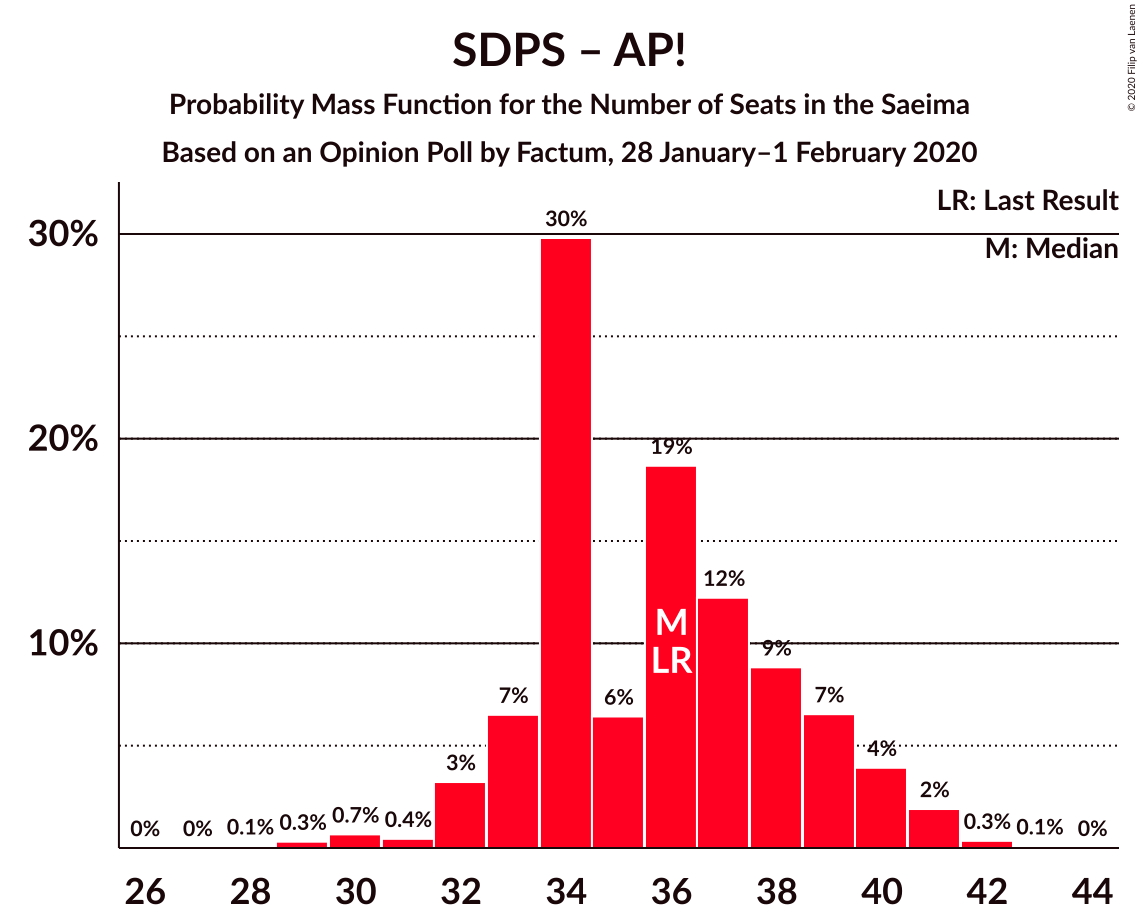 SDPS – AP!
Probability Mass Function for the Number of Seats in the Saeima
Based on an Opinion Poll by Factum, 28 January–1 February 2020
© 2020 Filip van Laenen
LR: Last Result
M: Median
30%
20%
10%
0%
0%
0.1%
0.3%
0.7%
0.4%
3%
7%
30%
6%
19%
12%
9%
7%
4%
2%
0.3%
0.1%
0%
M
LR
26 28 30 32 34 36 38 40 42 44